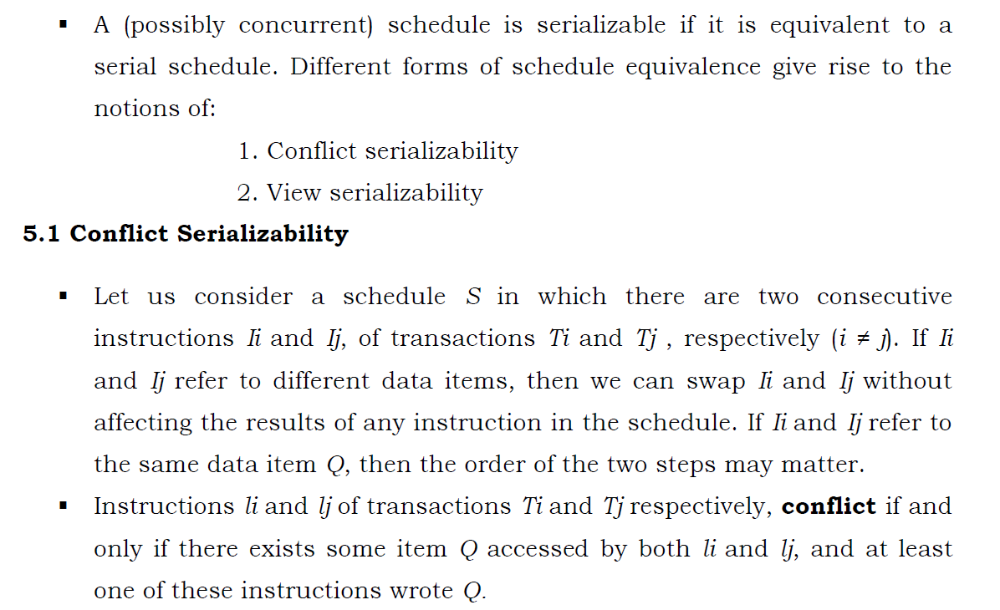 ▪ A (possibly concurrent) schedule is serializable if it is equivalent to a
serial schedule. Different forms of schedule equivalence give rise to the
notions of:
1. Conflict serializability
2. View serializability
5.1 Conflict Serializability
▪ Let us consider a schedule S in which there are two consecutive
instructions Ii and Ij, of transactions Ti and Tj , respectively (i ≠ j). If Ii
and Ij refer to different data items, then we can swap Ii and Ij without
affecting the results of any instruction in the schedule. If Ii and Ij refer to
the same data item Q, then the order of the two steps may matter.
▪ Instructions li and lj of transactions Ti and Tj respectively, conflict if and
only if there exists some item Q accessed by both li and lj, and at least
one of these instructions wrote Q.